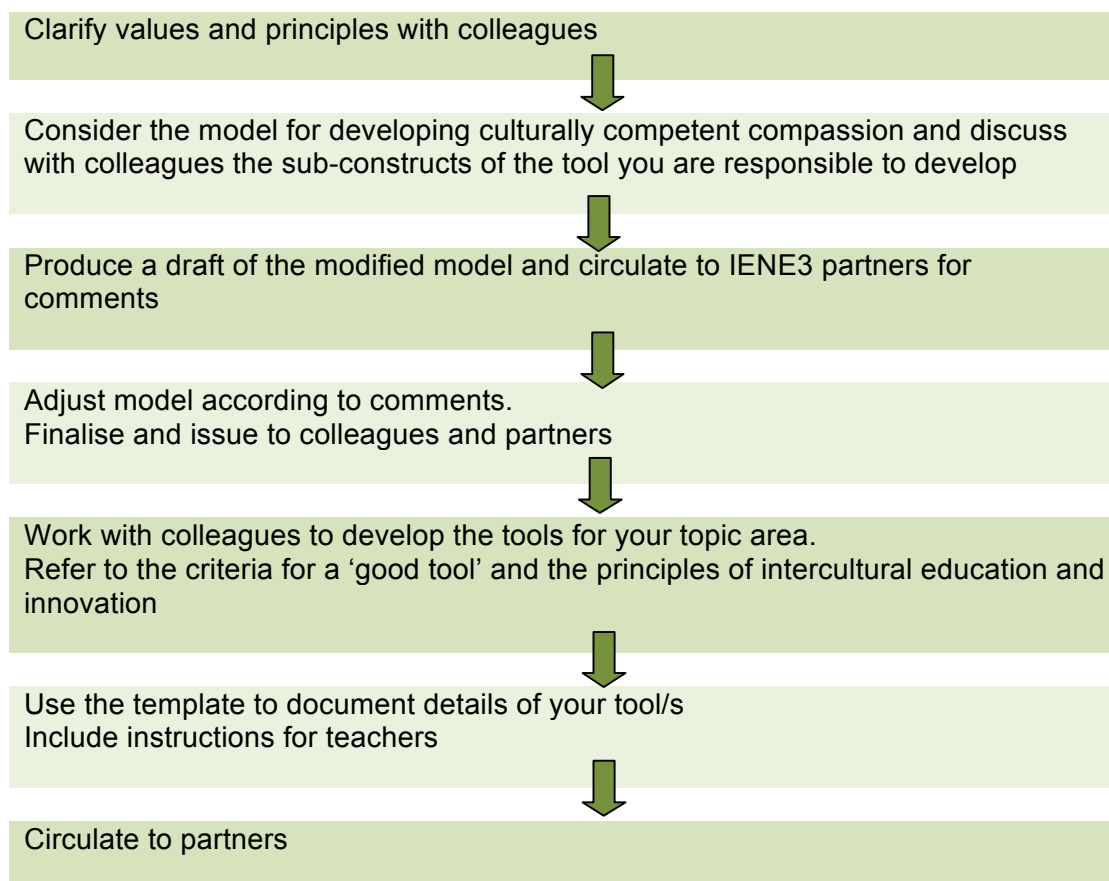 Clarify values and principles with colleagues
Consider the model for developing culturally competent compassion and discuss
with colleagues the sub-constructs of the tool you are responsible to develop
Produce a draft of the modified model and circulate to IENE3 partners for
comments
Adjust model according to comments.
Finalise and issue to colleagues and partners
Work with colleagues to develop the tools for your topic area.
Refer to the criteria for a ‘good tool’ and the principles of intercultural education and
innovation
Use the template to document details of your tool/s
Include instructions for teachers
Circulate to partners